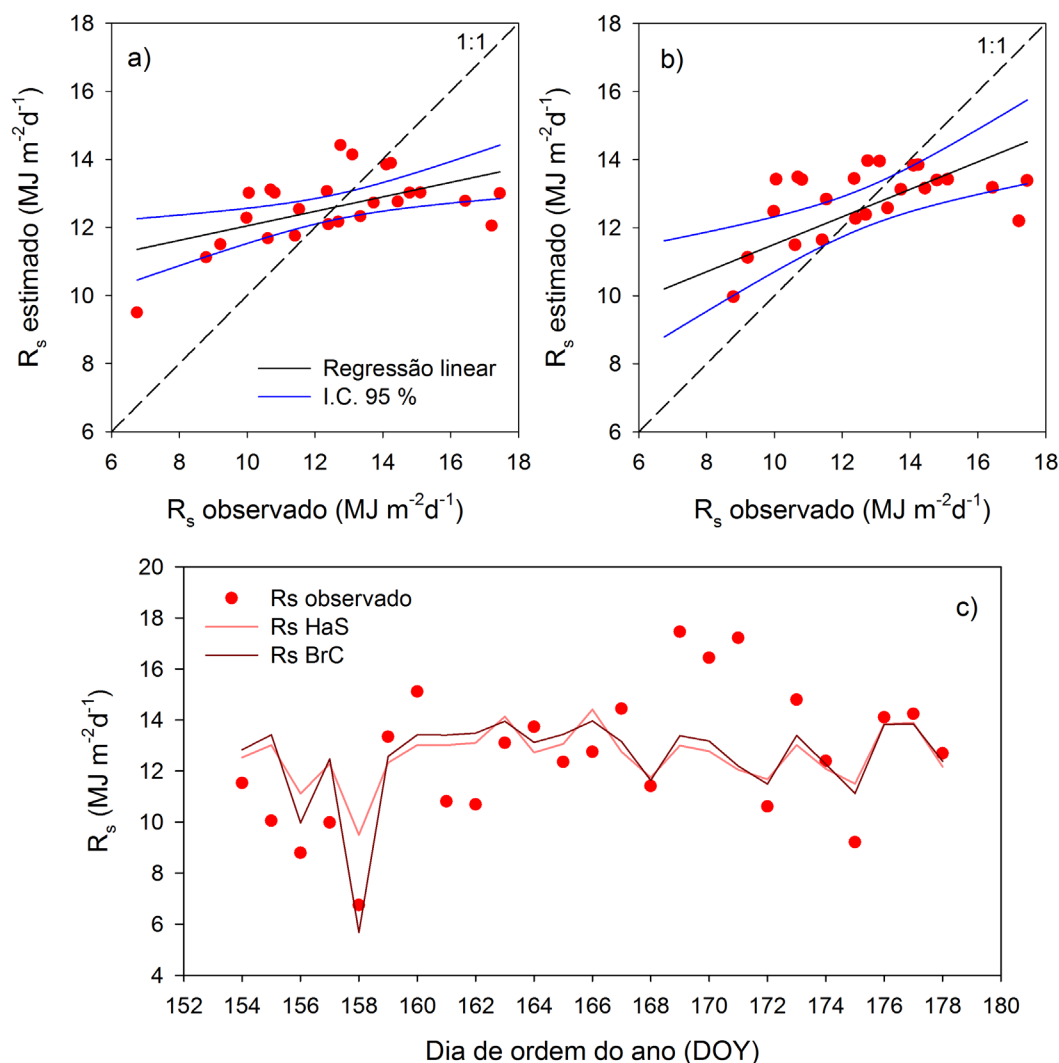 a)
1:1
18
16
14
12
10
8
6
Rs estimado (MJ m-2d-1)
Regressão linear
I.C. 95 %
6 8 10 12 14 16 18
Rs observado (MJ m-2d-1)
b)
1:1
18
16
14
12
10
8
6
Rs estimado (MJ m-2d-1)
6 8 10 12 14 16 18
Rs observado (MJ m-2d-1)
c)
20
18
16
14
12
10
8
6
4
Rs (MJ m-2d-1)
Rs observado
Rs HaS
Rs BrC
152 154 156 158 160 162 164 166 168 170 172 174 176 178 180
Dia de ordem do ano (DOY)